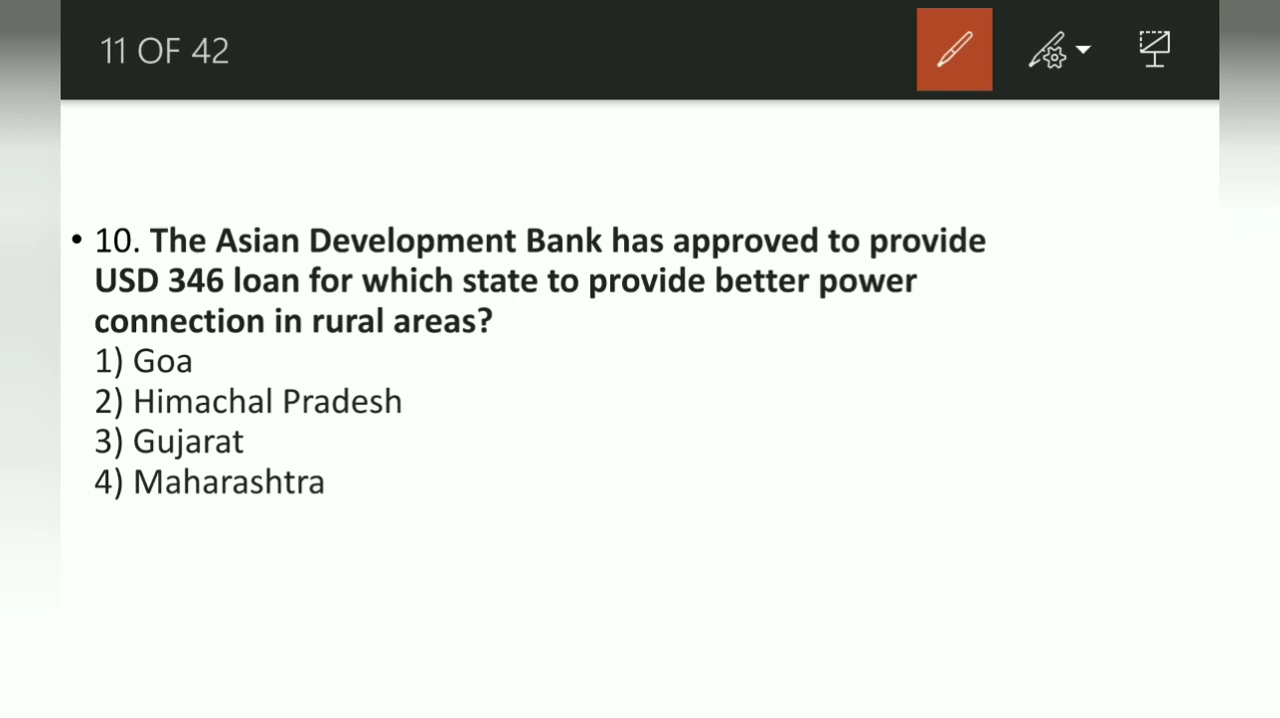 11 OF 42
• 10. The Asian Development Bank has approved to provide
USD 346 loan for which state to provide better power
connection in rural areas?
1) Goa
2) Himachal Pradesh
3) Gujarat
4) Maharashtra